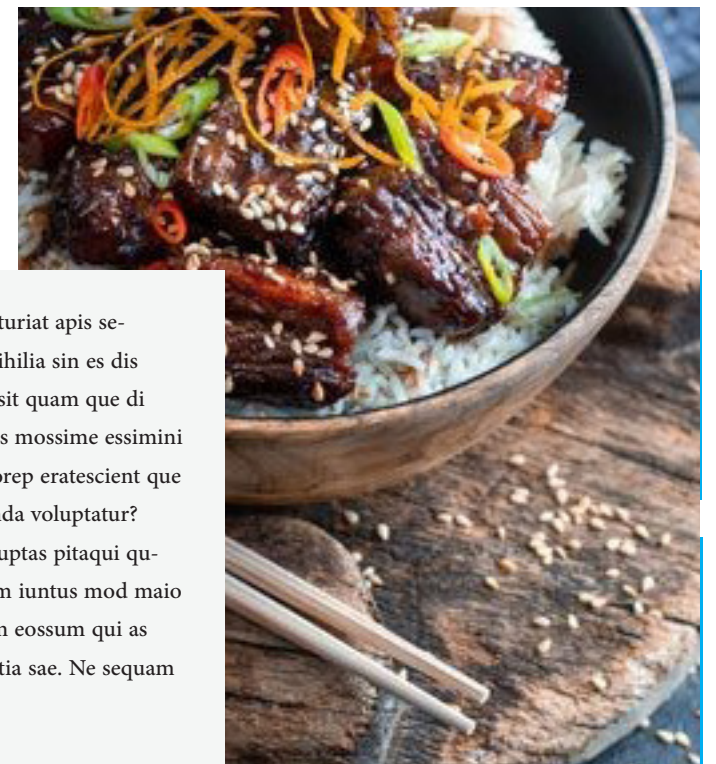 turiat apis se-
ihilia sin es dis
sit quam que di
s mossime essimini
orep eratescient que
da voluptatur?
uptas pitaqui qu-
m iuntus mod maio
n eossum qui as
tia sae. Ne sequam